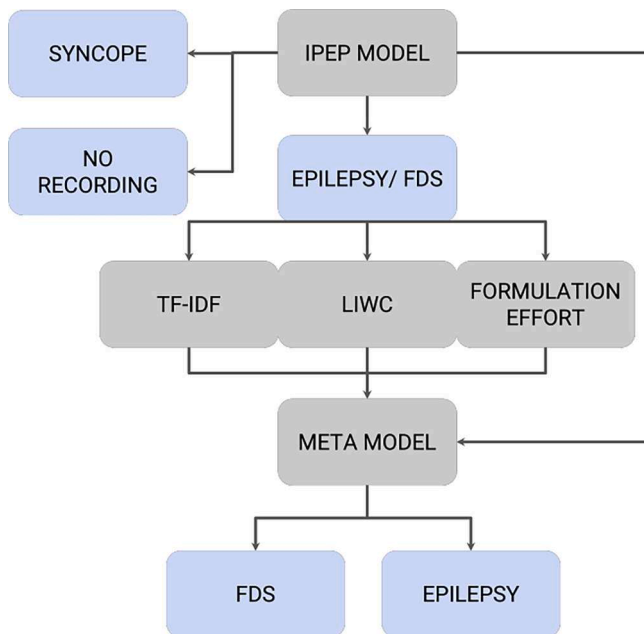 SYNCOPE
IPEP MODEL
NO
RECORDING
EPILEPSY/ FDS
TF-IDF
LIWC
FORMULATION
EFFORT
META MODEL
FDS
EPILEPSY